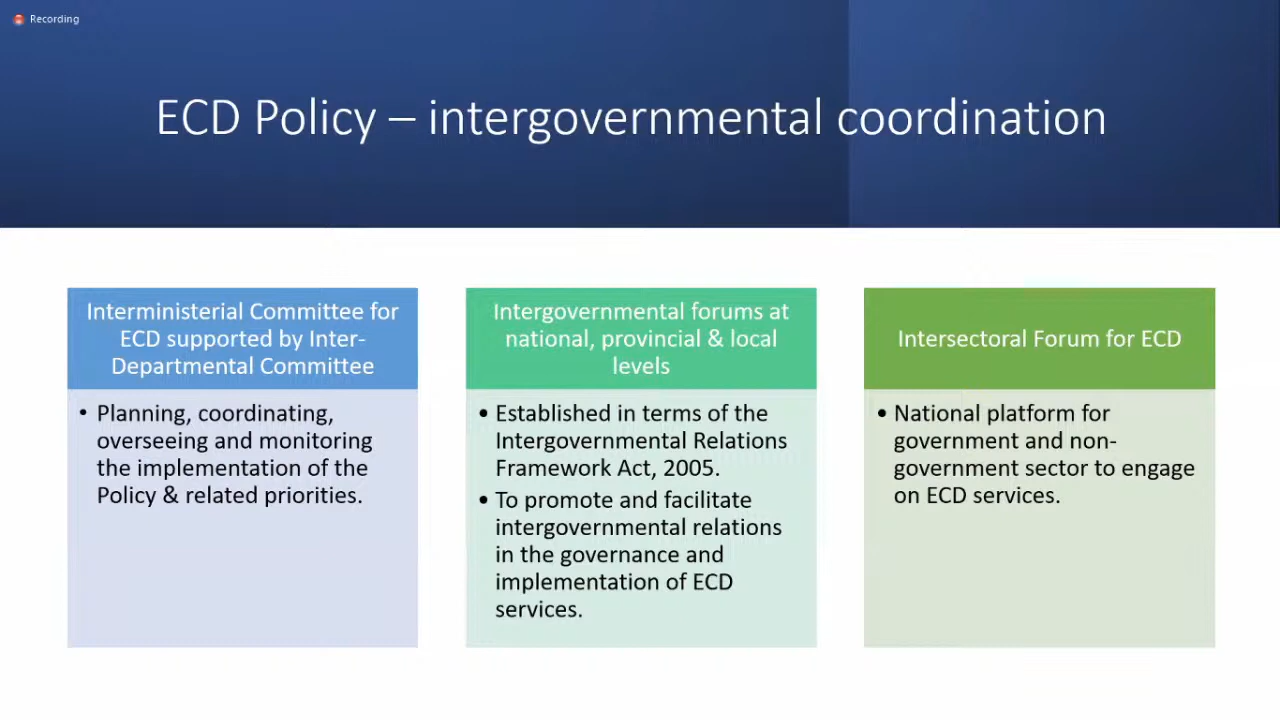 Recording
ECD Policy – intergovernmental coordination
Interministerial Committee for
ECD supported by Inter-
Departmental Committee
• Planning, coordinating,
overseeing and monitoring
the implementation of the
Policy & related priorities.
Intergovernmental forums at
national, provincial & local
levels
• Established in terms of the
Intergovernmental Relations
Framework Act, 2005.
• To promote and facilitate
intergovernmental relations
in the governance and
implementation of ECD
services.
Intersectoral Forum for ECD
• National platform for
government and non-
government sector to engage
on ECD services.